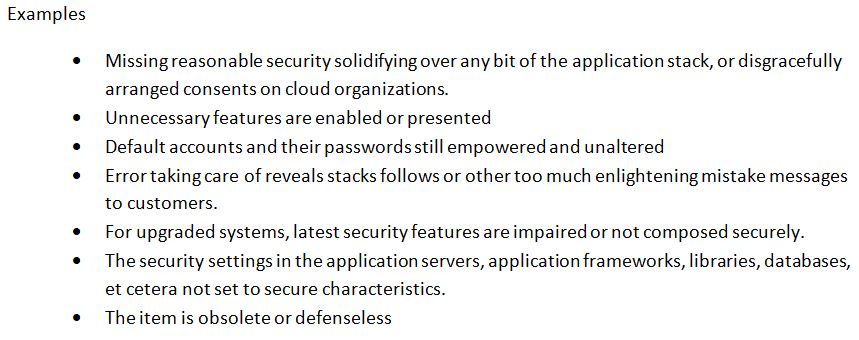 Examples
• Missing reasonable security solidifying over any bit of the application stack, or disgracefully
arranged consents on cloud organizations.
• Unnecessary features are enabled or presented
• Default accounts and their passwords still empowered and unaltered
• Error taking care of reveals stacks follows or other too much enlightening mistake messages
to customers.
• For upgraded systems, latest security features are impaired or not composed securely.
• The security settings in the application servers, application frameworks, libraries, databases,
et cetera not set to secure characteristics.
• The item is obsolete or defenseless